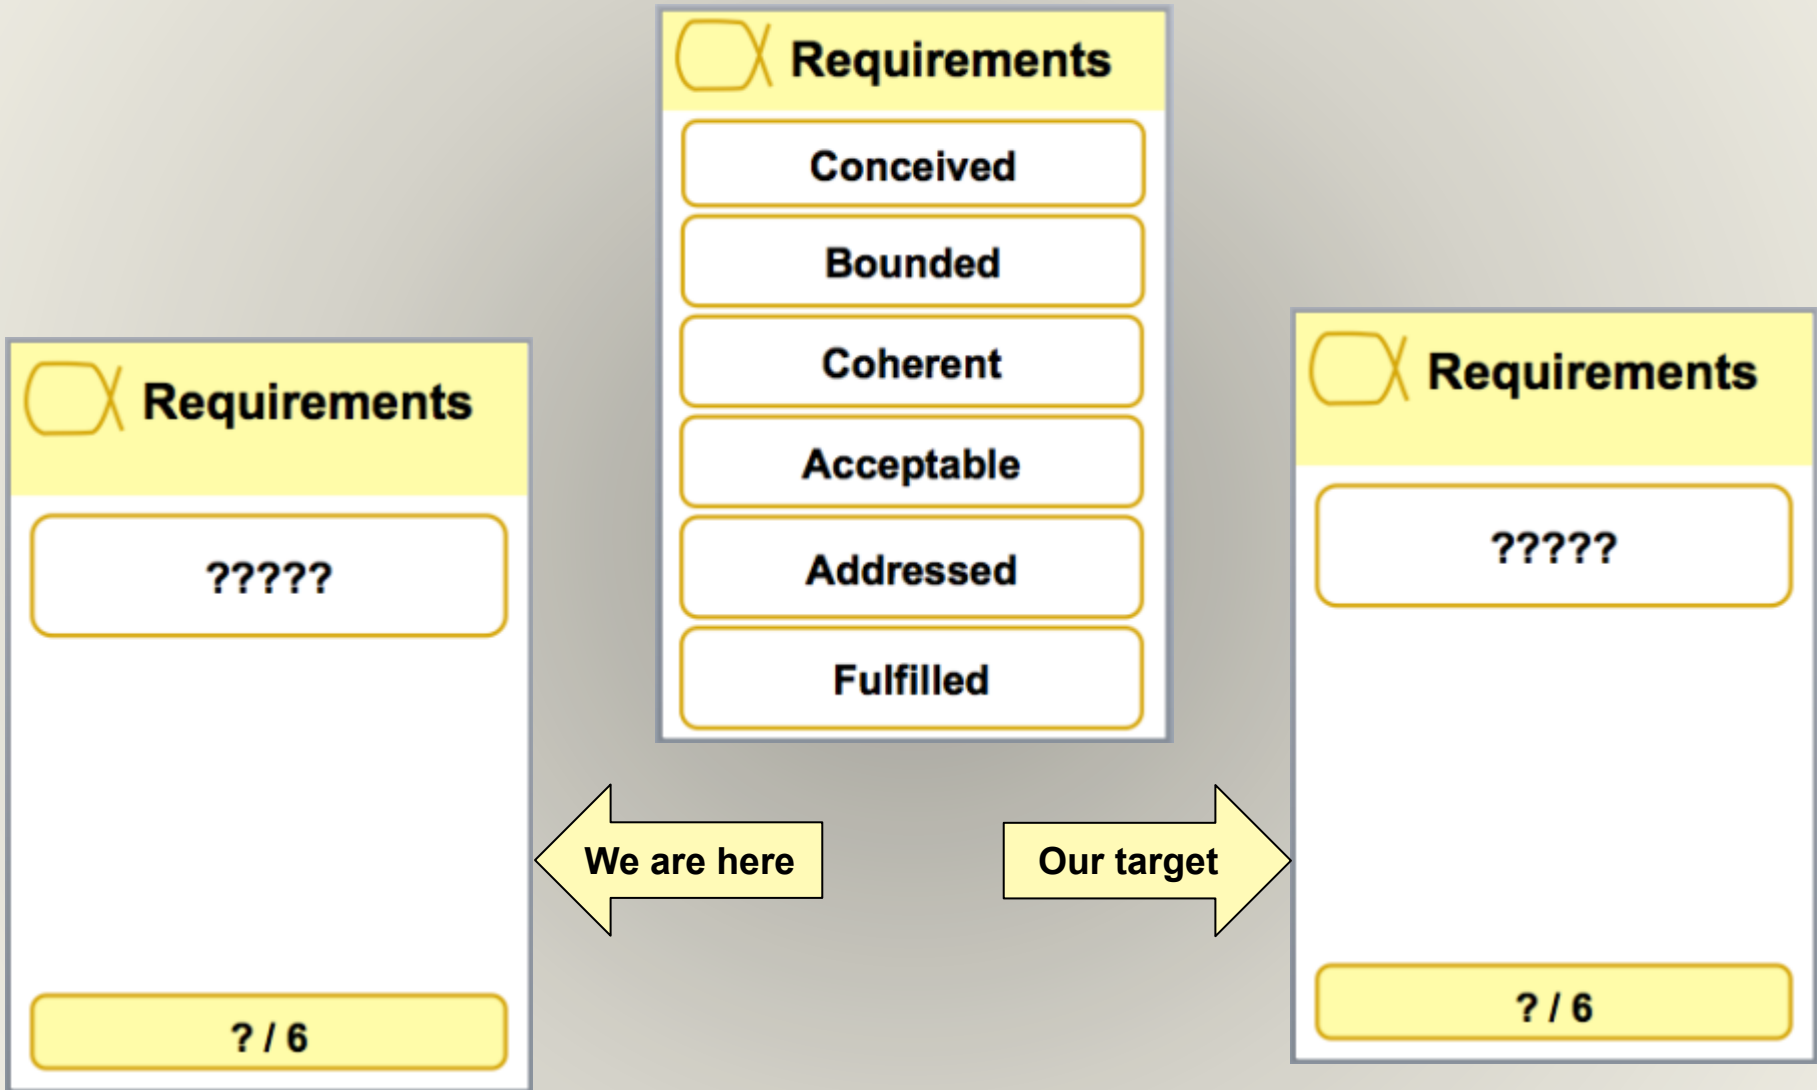 Requirements
Conceived
Bounded
Coherent
Acceptable
Addressed
Fulfilled
Requirements
?????
? / 6
We are here
Our target
Requirements
?????
? / 6